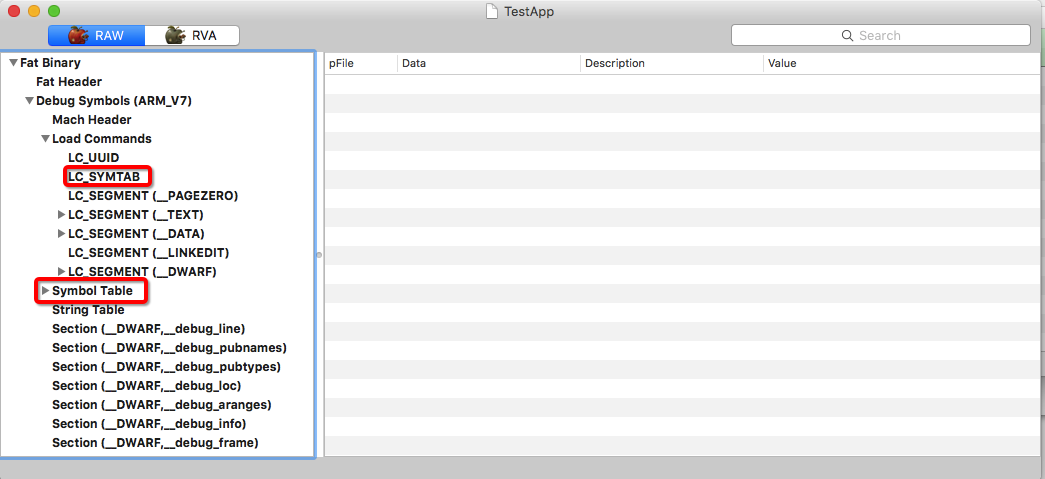 TestApp
RAW RVA Search
pFile Data Description Value
Fat Binary
Fat Header
Debug Symbols (ARM_V7)
Mach Header
Load Commands
LC_UUID
LC_SYMTAB
LC_SEGMENT (__PAGEZERO)
LC_SEGMENT (__TEXT)
LC_SEGMENT (__DATA)
LC_SEGMENT (__LINKEDIT)
LC_SEGMENT (__DWARF)
Symbol Table
String Table
Section (__DWARF,__debug_line)
Section (__DWARF,__debug_pubnames)
Section (__DWARF,__debug_pubtypes)
Section (__DWARF,__debug_loc)
Section (__DWARF,__debug_aranges)
Section (__DWARF,__debug_info)
Section (__DWARF,__debug_frame)